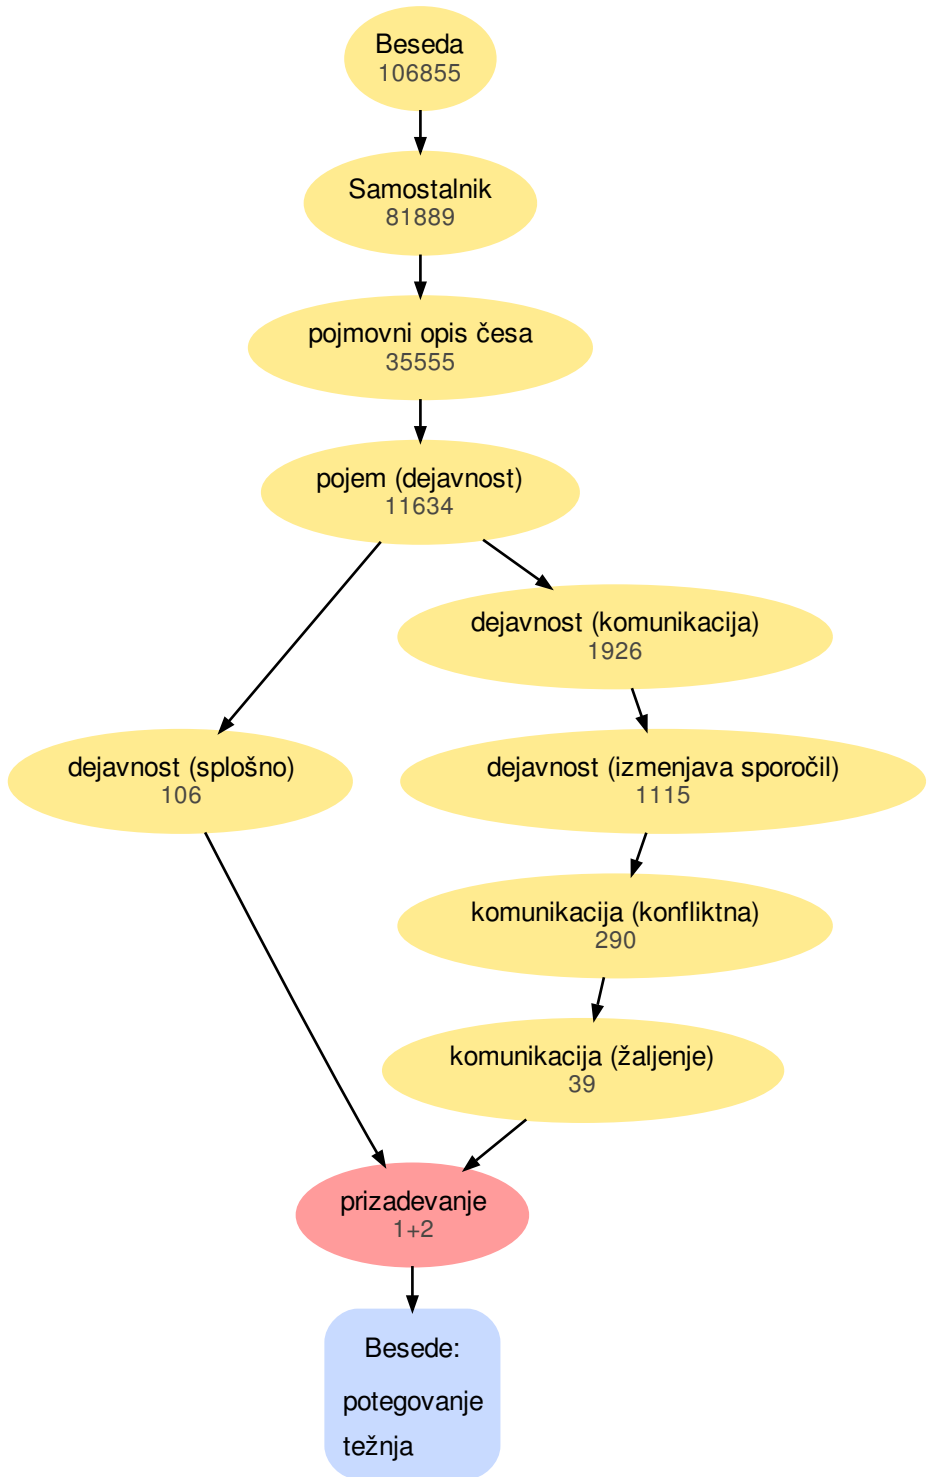 Beseda
106855
Samostalnik
81889
pojmovni opis česa
35555
pojem (dejavnost)
11634
dejavnost (komunikacija)
1926
dejavnost (splošno)
106
dejavnost (izmenjava sporočil)
1115
komunikacija (konfliktna)
290
komunikacija (žaljenje)
39
prizadevanje
1+2
Besede:
potegovanje
težnja